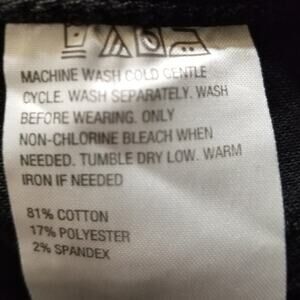 MACHINE WASH COLD GENTLE
CYCLE. WASH SEPARATELY. WASH
BEFORE WEARING. ONLY
NON-CHLORINE BLEACH WHEN
NEEDED. TUMBLE DRY LOW. WARM
IRON IF NEEDED
81% COTTON
17% POLYESTER
2% SPANDEX